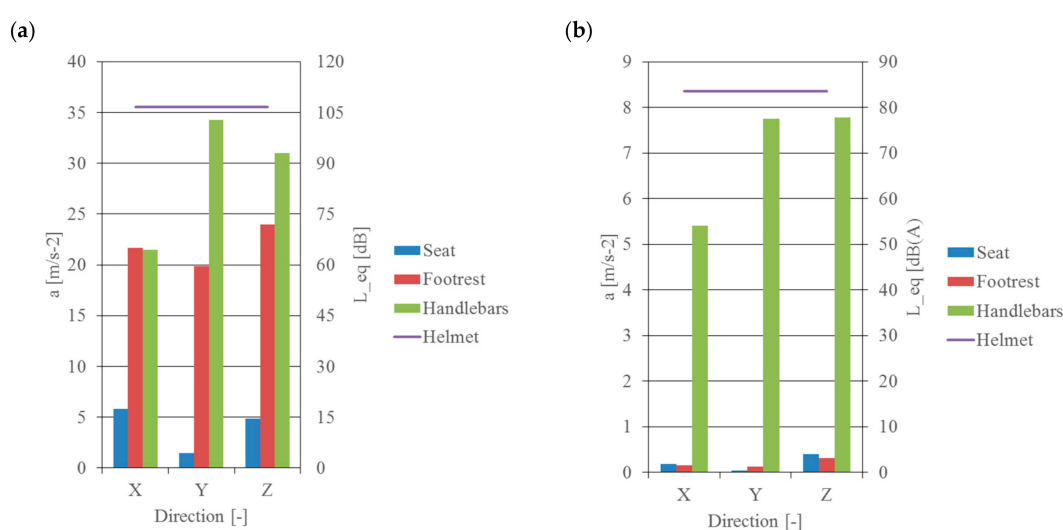 (a)
40
35
30
25
20
15
10
5
0
a [m/s-2]
120
105
90
75
60
45
30
15
0
L_eq [dB]
X Y Z
Direction [-]
Seat
Footrest
Handlebars
Helmet
(b)
9
8
7
6
5
4
3
2
1
0
a [m/s-2]
90
80
70
60
50
40
30
20
10
0
L_eq [dB(A)
X Y Z
Direction [-]
Seat
Footrest
Handlebars
Helmet